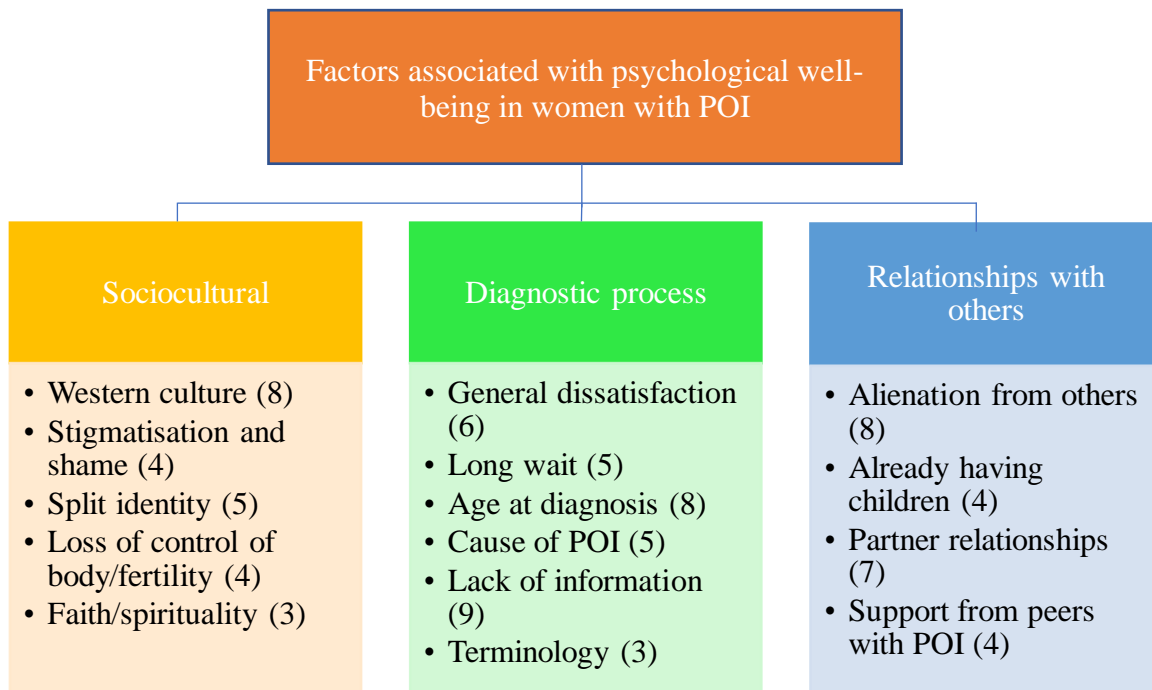 Factors associated with psychological well-
being in women with POI
Sociocultural
• Western culture (8)
• Stigmatisation and
shame (4)
• Split identity (5)
• Loss of control of
body/fertility (4)
• Faith/spirituality (3)
Diagnostic process
• General dissatisfaction
(6)
• Long wait (5)
• Age at diagnosis (8)
• Cause of POI (5)
• Lack of information
(9)
• Terminology (3)
Relationships with
others
• Alienation from others
(8)
• Already having
children (4)
• Partner relationships
(7)
• Support from peers
with POI (4)